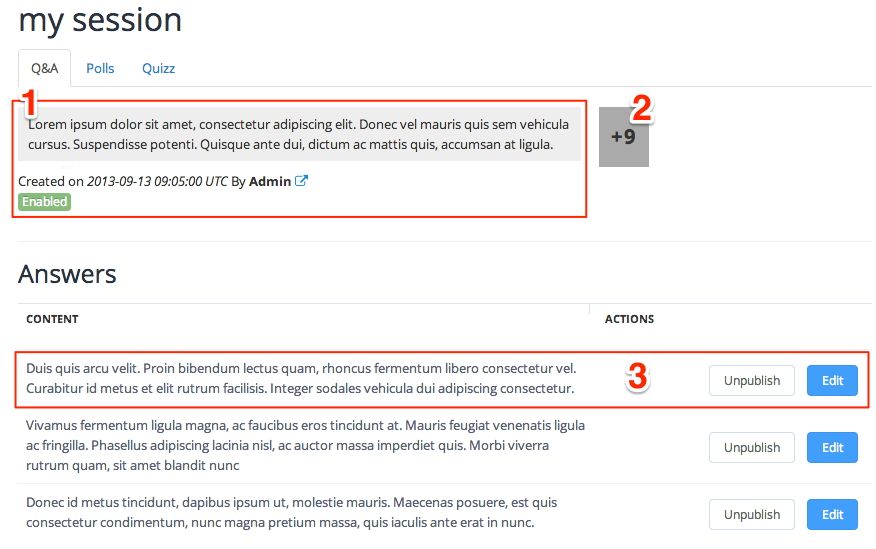 my session
Q&A Polls Quizz
1
Lorem ipsum dolor sit amet, consectetur adipiscing elit. Donec vel mauris quis sem vehicula
cursus. Suspendisse potenti. Quisque ante dui, dictum ac mattis quis, accumsan at ligula.
2
+9
Created on 2013-09-13 09:05:00 UTC By Admin
Enabled
Answers
CONTENT ACTIONS
Duis quis arcu velit. Proin bibendum lectus quam, rhoncus fermentum libero consectetur vel.
Curabitur id metus et elit rutrum facilisis. Integer sodales vehicula dui adipiscing consectetur.
3
Unpublish Edit
Vivamus fermentum ligula magna, ac faucibus eros tincidunt at. Mauris feugiat venenatis ligula
ac fringilla. Phasellus adipiscing lacinia nisl, ac auctor massa imperdiet quis. Morbi viverra
rutrum quam, sit amet blandit nunc
Unpublish Edit
Donec id metus tincidunt, dapibus ipsum ut, molestie mauris. Maecenas posuere, est quis
consectetur condimentum, nunc magna pretium massa, quis iaculis ante erat in nunc.
Unpublish Edit